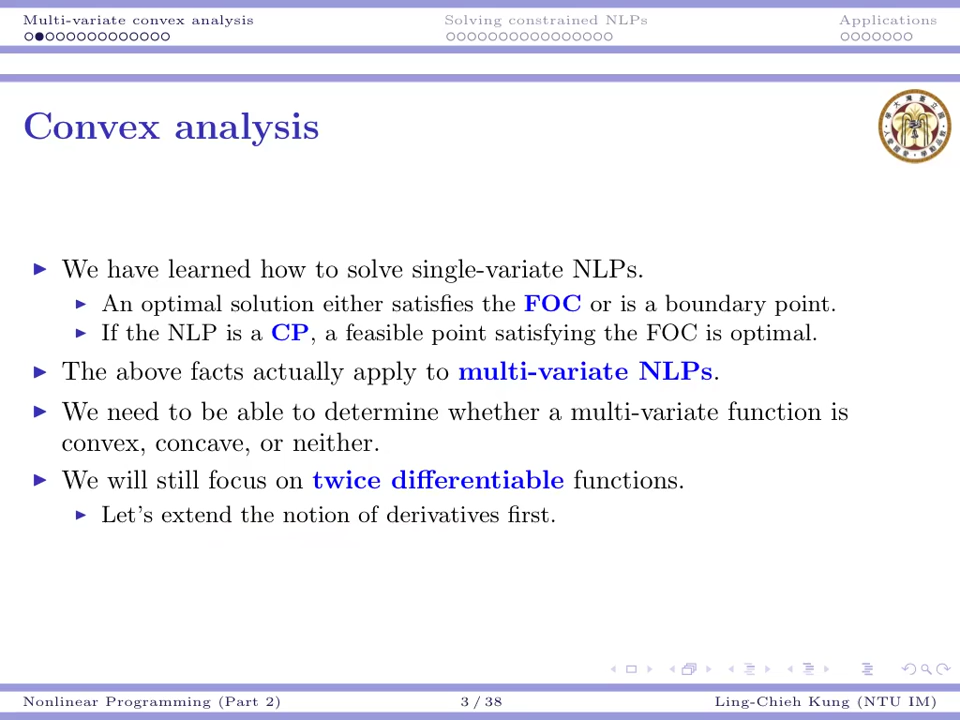 Multi-variate convex analysis
Solving constrained NLPs
Applications
Convex analysis
We have learned how to solve single-variate NLPs.
An optimal solution either satisfies the FOC or is a boundary point.
If the NLP is a CP, a feasible point satisfying the FOC is optimal.
The above facts actually apply to multi-variate NLPs.
We need to be able to determine whether a multi-variate function is
convex, concave, or neither.
We will still focus on twice differentiable functions.
Let's extend the notion of derivatives first.
Nonlinear Programming (Part 2)
3 / 38
Ling-Chieh Kung (NTU IM)